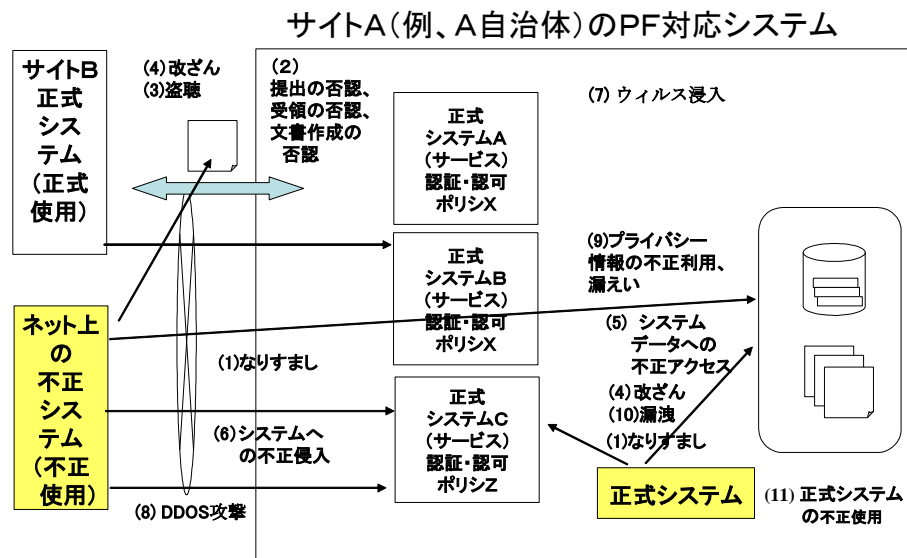 サイトA(例、A自治体)のPF対応システム
サイトB
正式
システム
(正式
使用)
(4)改ざん
(3)盗聴
(2)
提出の否認、
受領の否認、
文書作成の
否認
(7) ウィルス浸入
正式
システムA
(サービス)
認証・認可
ポリシX
正式
システムB
(サービス)
認証・認可
ポリシX
(9)プライバシー
情報の不正利用、
漏えい
ネット上
の
不正
システム
(不正
使用)
(1)なりすまし
(5) システム
データへの
不正アクセス
(4)改ざん
(10)漏洩
(1)なりすまし
正式
システムC
(サービス)
認証・認可
ポリシZ
(6)システムへ
の不正侵入
(8) DDOS攻撃
正式システム
(11) 正式システム
の不正使用